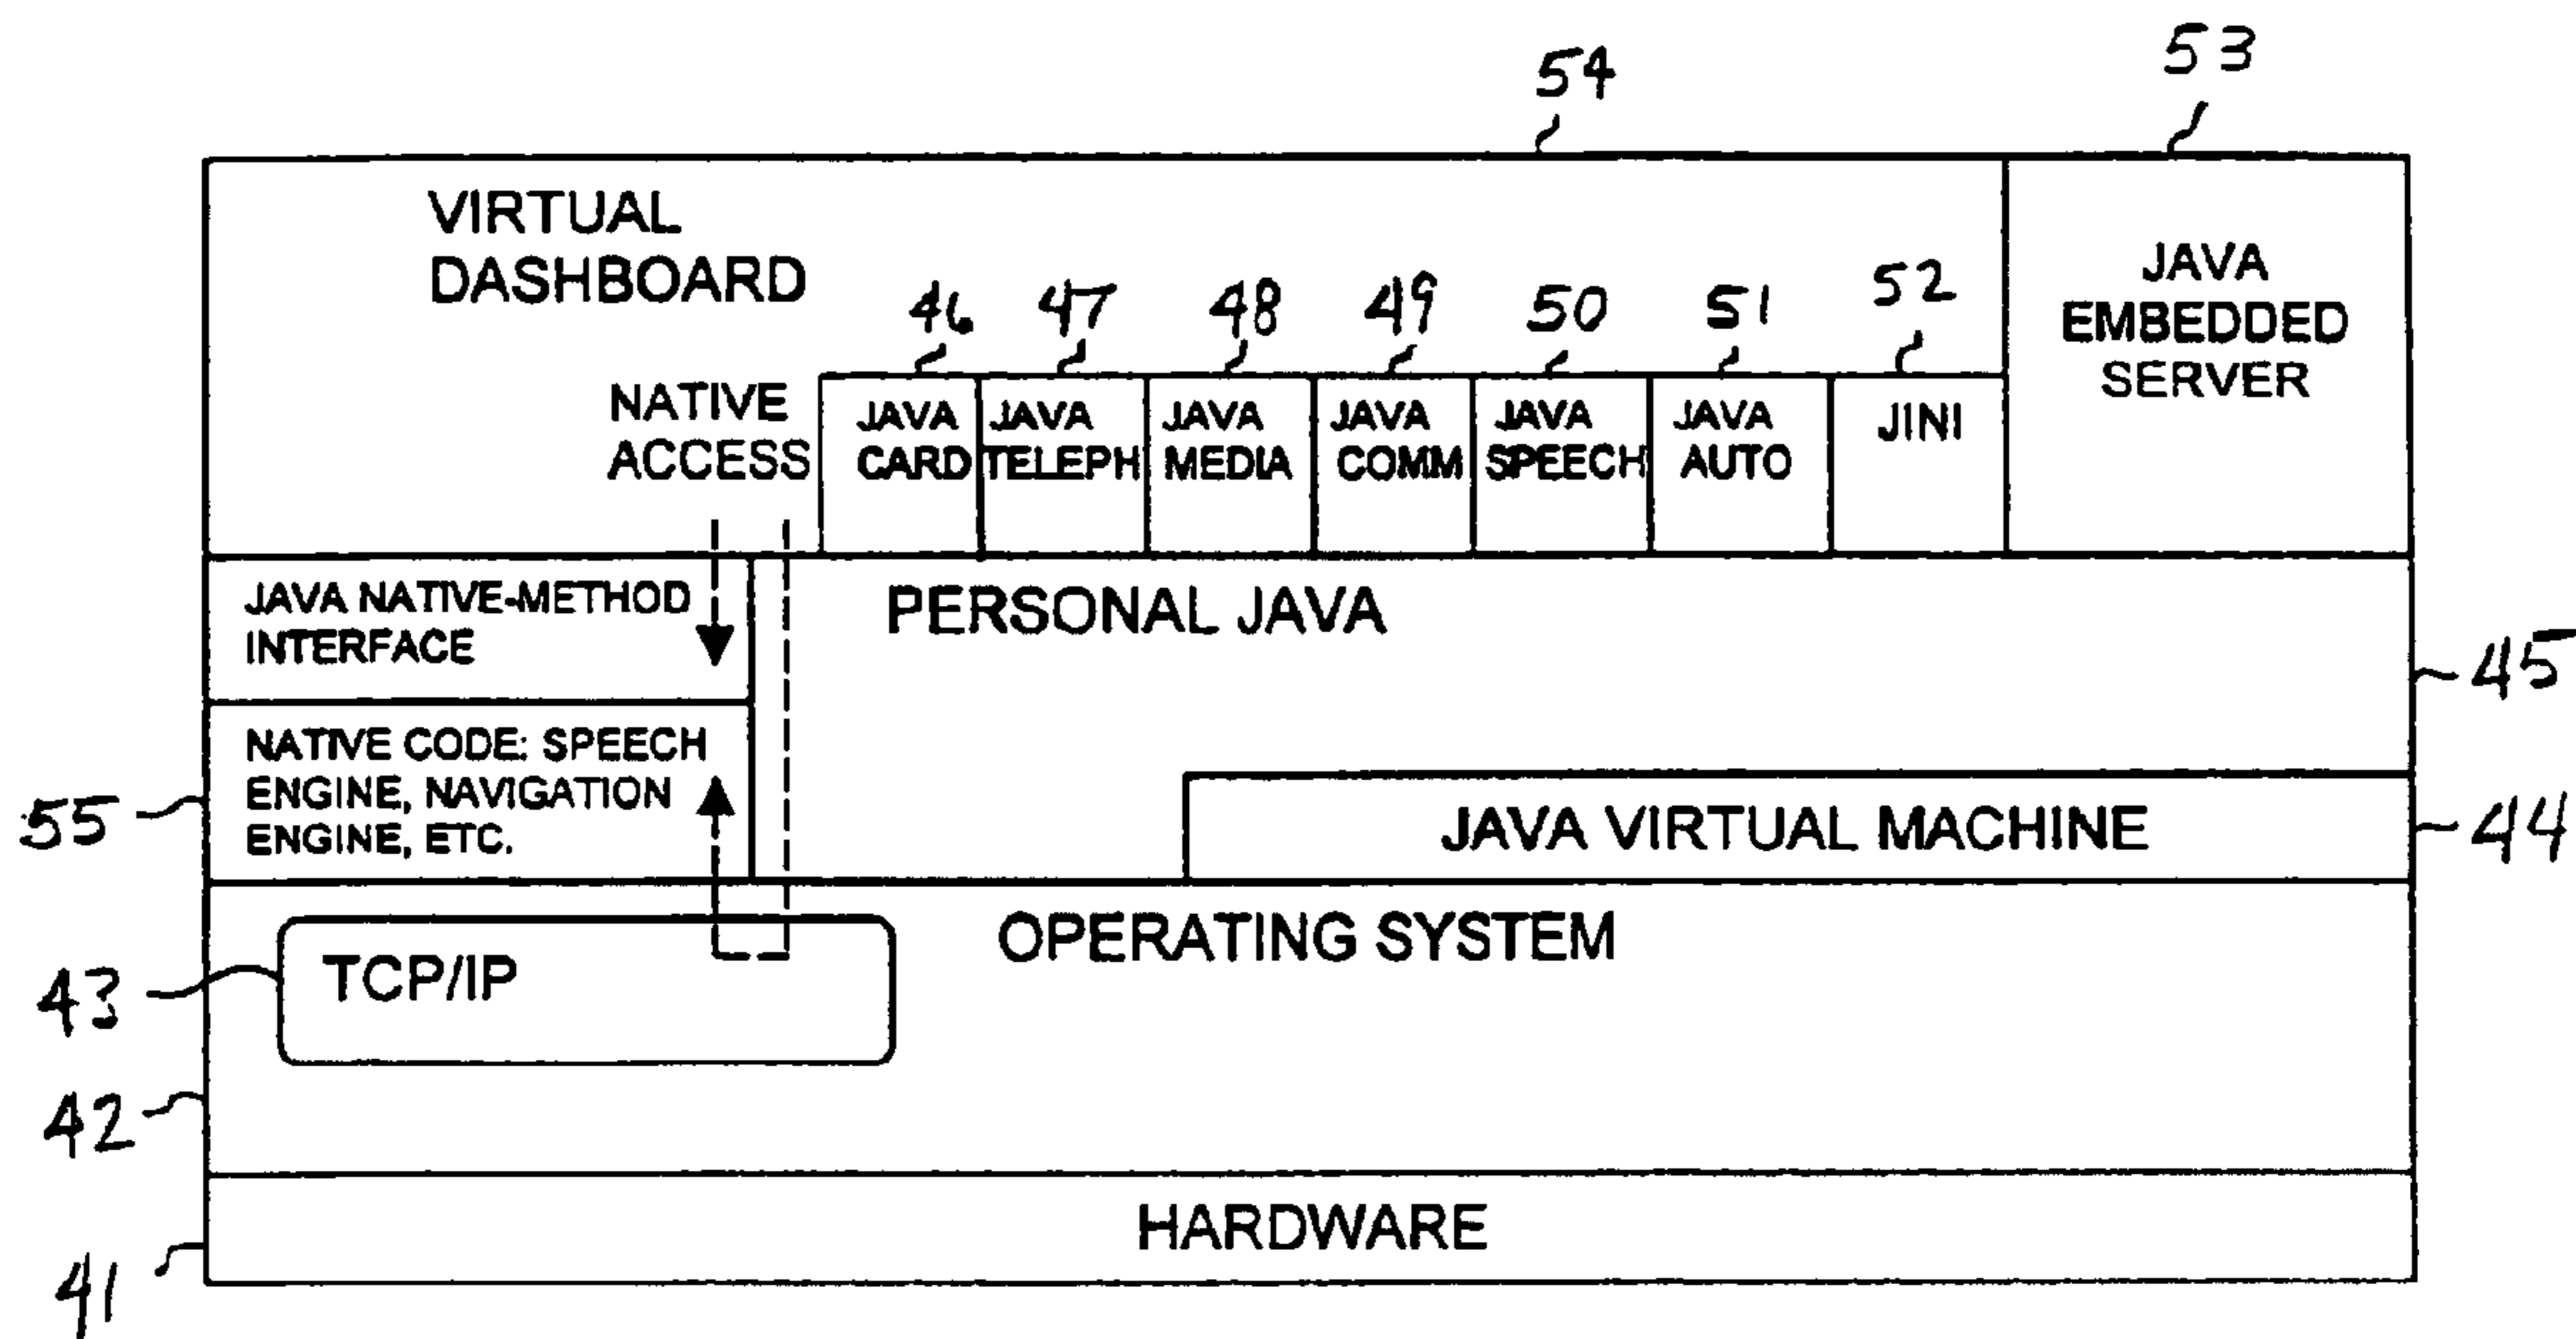 54
53
VIRTUAL
DASHBOARD
JAVA
EMBEDDED
SERVER
46
47
48
49
50
51
52
NATIVE
ACCESS
JAVA
CARD
JAVA
TELEPH
JAVA
MEDIA
JAVA
COMM
JAVA
SPEECH
JAVA
AUTO
JINI
JAVA NATIVE-METHOD
INTERFACE
PERSONAL JAVA
45
NATIVE CODE: SPEECH
ENGINE, NAVIGATION
ENGINE, ETC.
55
JAVA VIRTUAL MACHINE
44
OPERATING SYSTEM
TCP/IP
43
42
HARDWARE
41